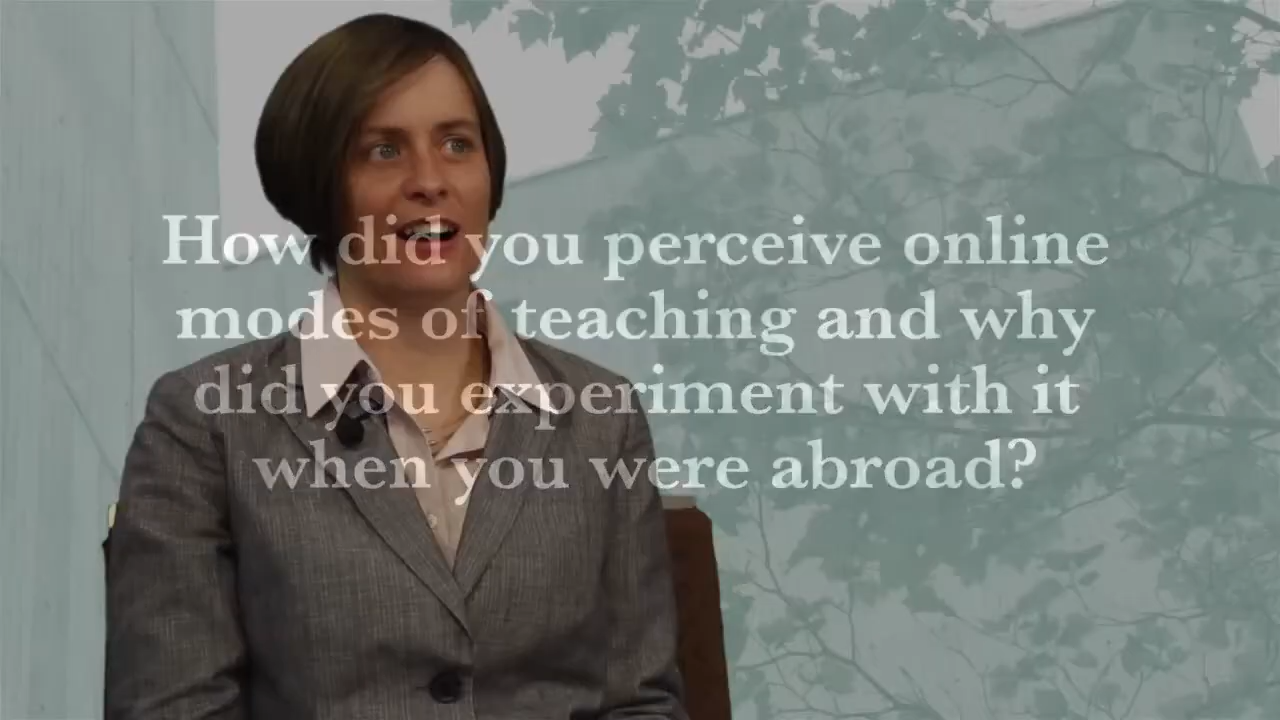 How did you perceive online
modes of teaching and why
did you experiment with it
when you were abroad?